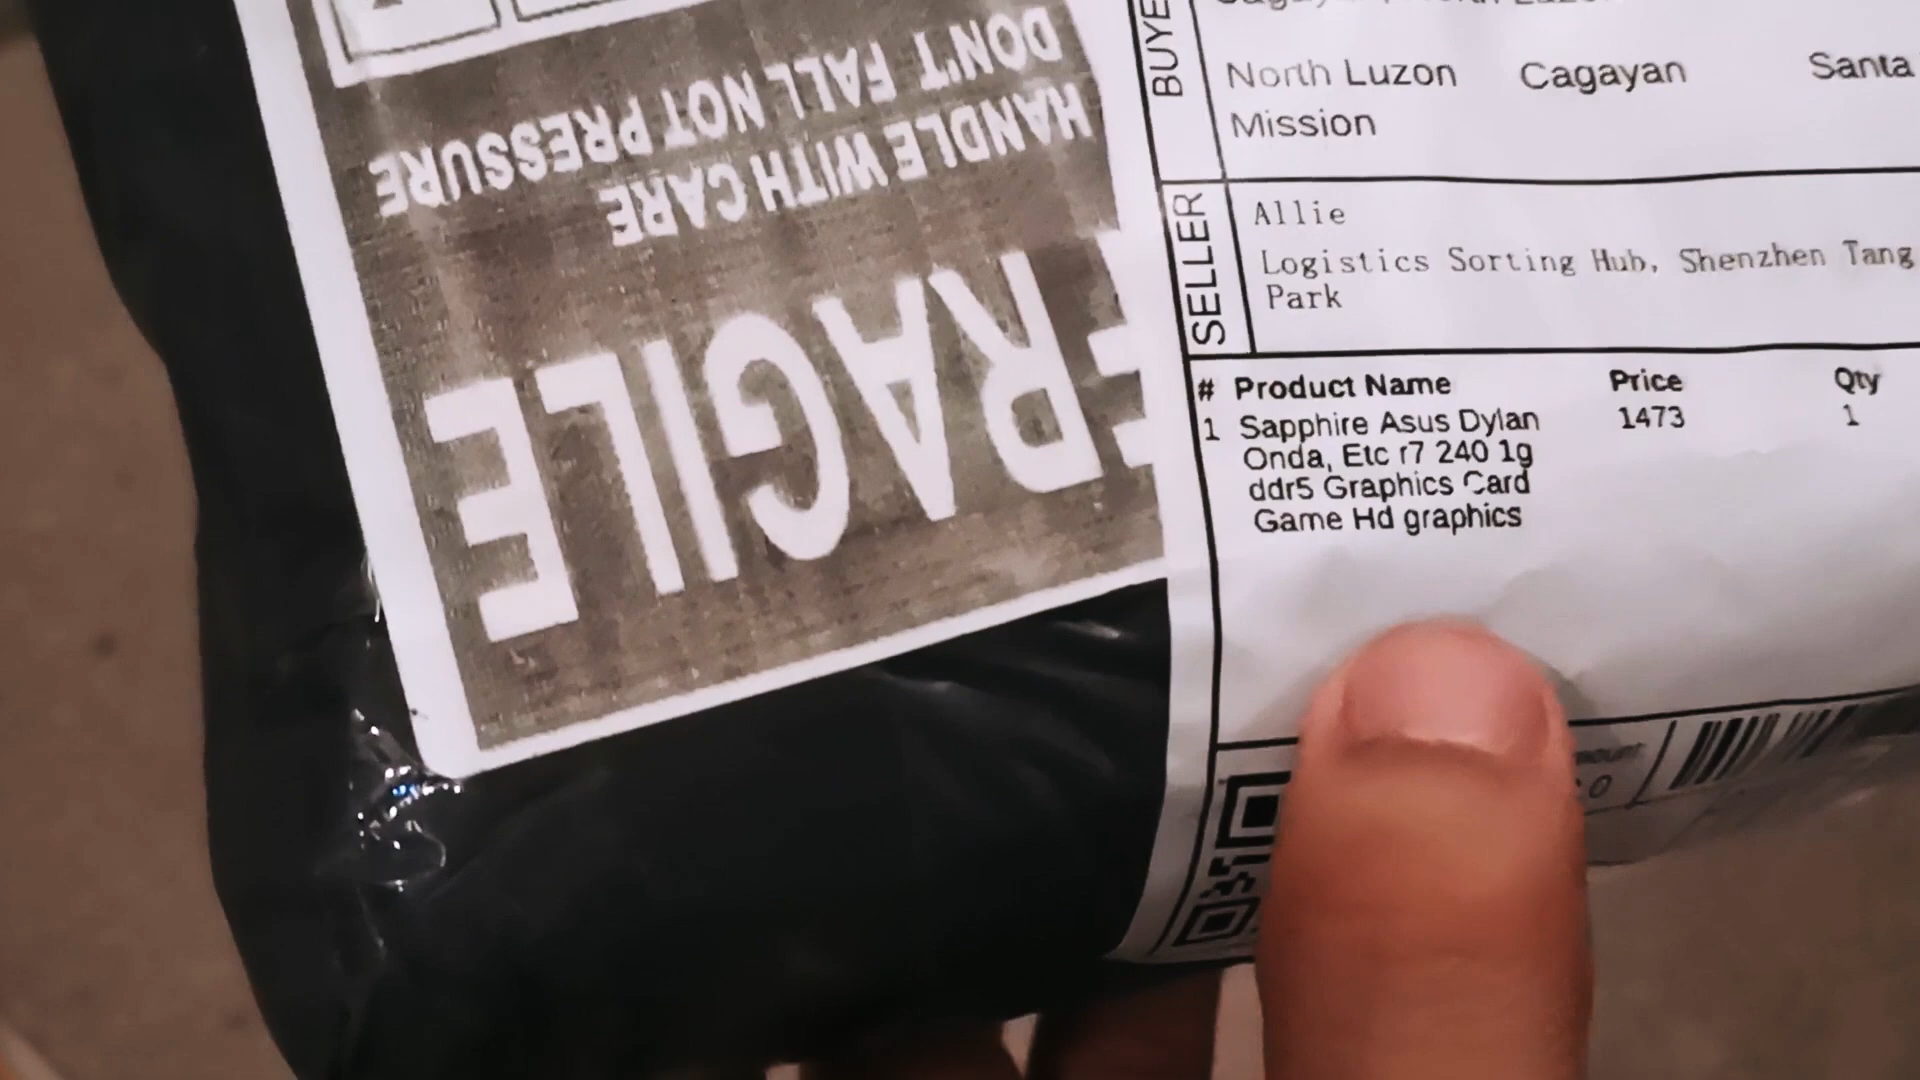 DON'T FALL NOT PRESSURE
HANDLE WITH CARE
FRAGILE
BUYE
North Luzon Cagayan Santa
Mission
SELLER
Allie
Logistics Sorting Hub, Shenzhen Tang
Park
# Product Name Price Qty
1 Sapphire Asus Dylan 1473 1
Onda, Etc r7 240 1g
ddr5 Graphics Card
Game Hd graphics